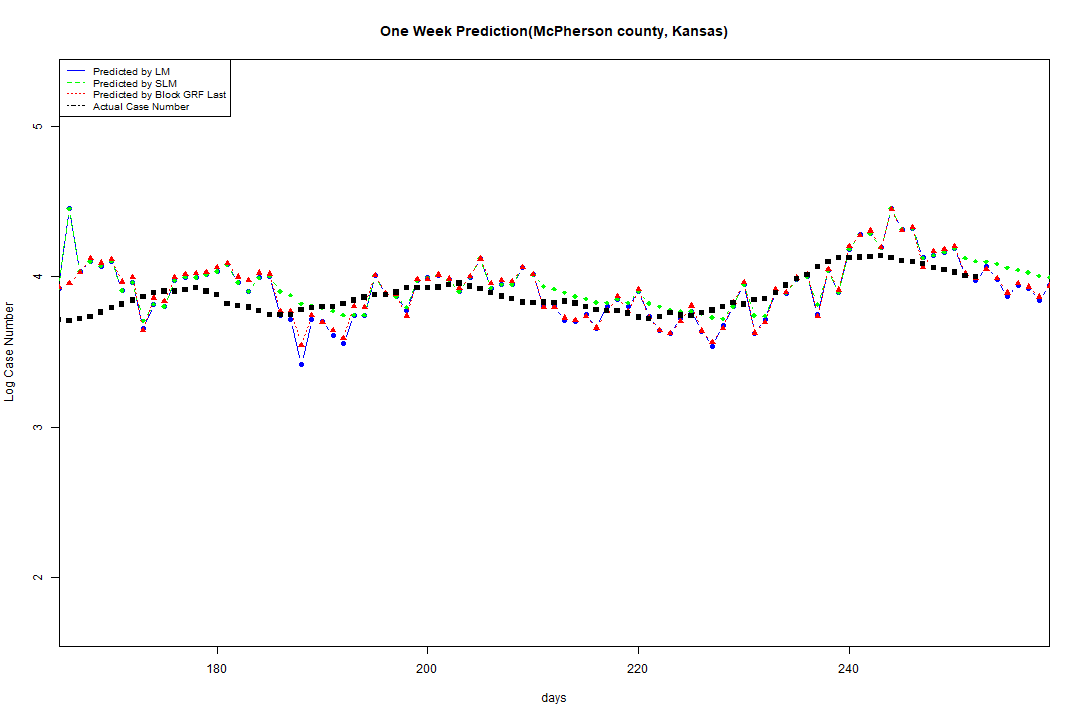 One Week Prediction(McPherson county, Kansas)
Predicted by LM
Predicted by SLM
Predicted by Block GRF Last
Actual Case Number
5
4
3
2
Log Case Number
180 200 220 240
days